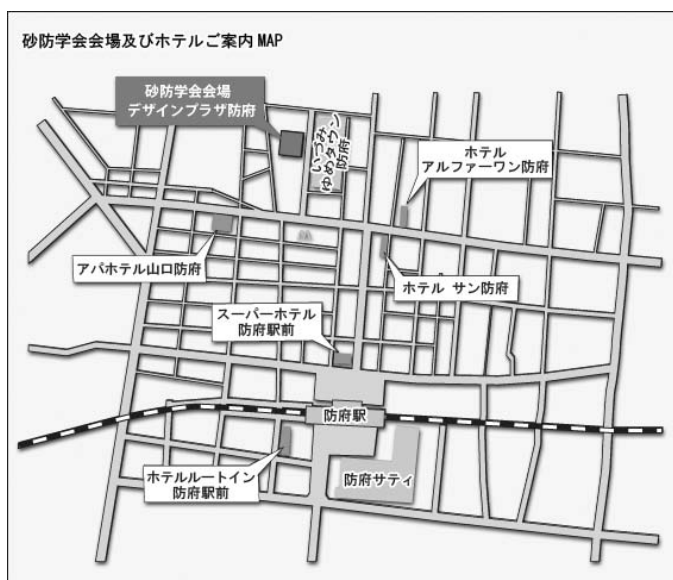 砂防学会会場及びホテルご案内 MAP
砂防学会会場
デザインプラザ防府
いづみ
ゆめタウン
防府
ホテル
アルファーワン防府
アパホテル山口防府
ホテル サン防府
スーパーホテル
防府駅前
防府駅
ホテルルートイン
防府駅前
防府サティ